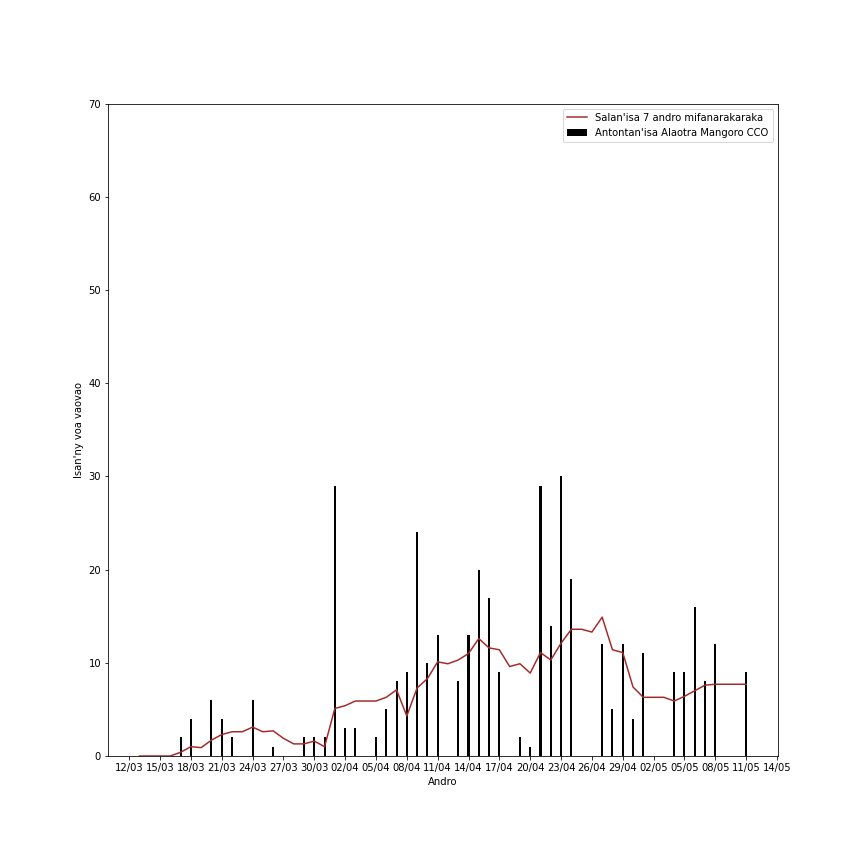 Salan'isa 7 andro mifanarakaraka
Antontan'isa Alaotra Mangoro CCO
70
60
50
40
30
20
10
0
Isan'ny voa vaovao
12/03 15/03 18/03 21/03 24/03 27/03 30/03 02/04 05/04 08/04 11/04 14/04 17/04 20/04 23/04 26/04 29/04 02/05 05/05 08/05 11/05 14/05
Andro